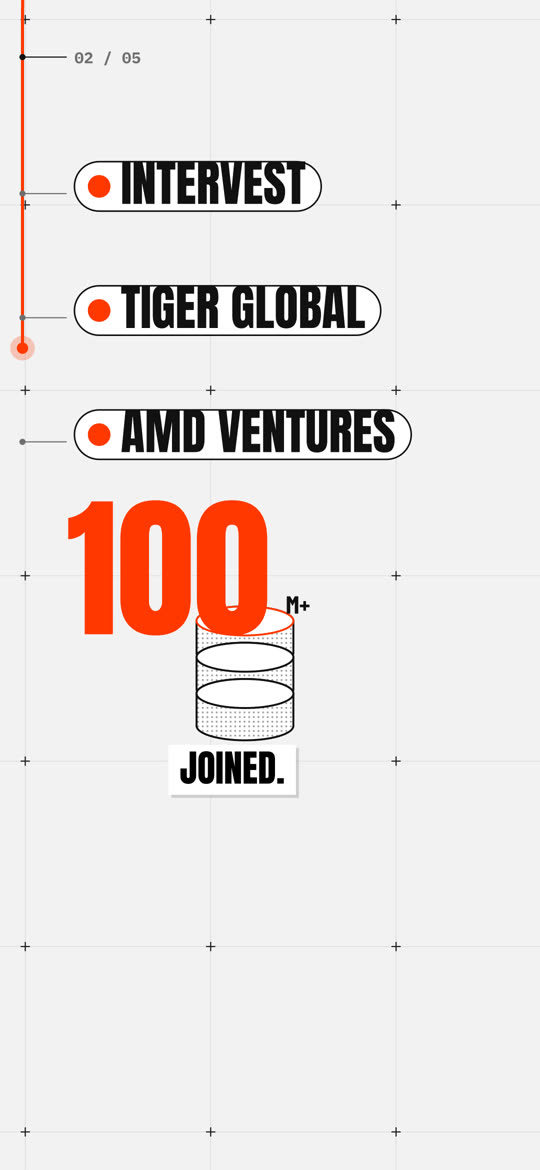 02 / 05
INTERVEST
TIGER GLOBAL
AMD VENTURES
100
M+
JOINED.